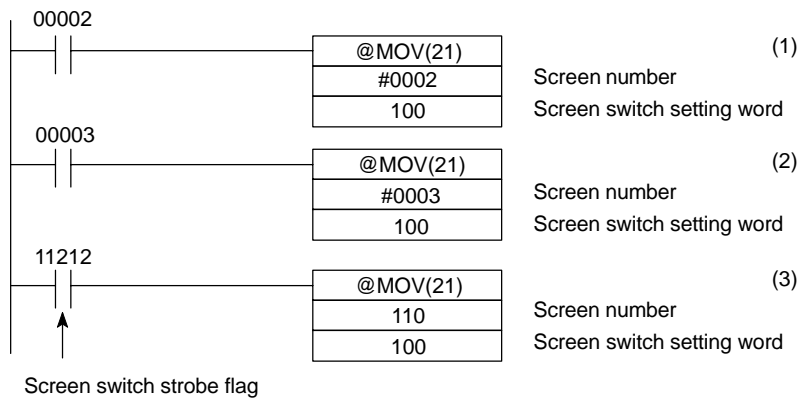 00002
@MOV(21) (1)
#0002 Screen number
100 Screen switch setting word
00003
@MOV(21) (2)
#0003 Screen number
100 Screen switch setting word
11212
@MOV(21) (3)
110 Screen number
100 Screen switch setting word
Screen switch strobe flag